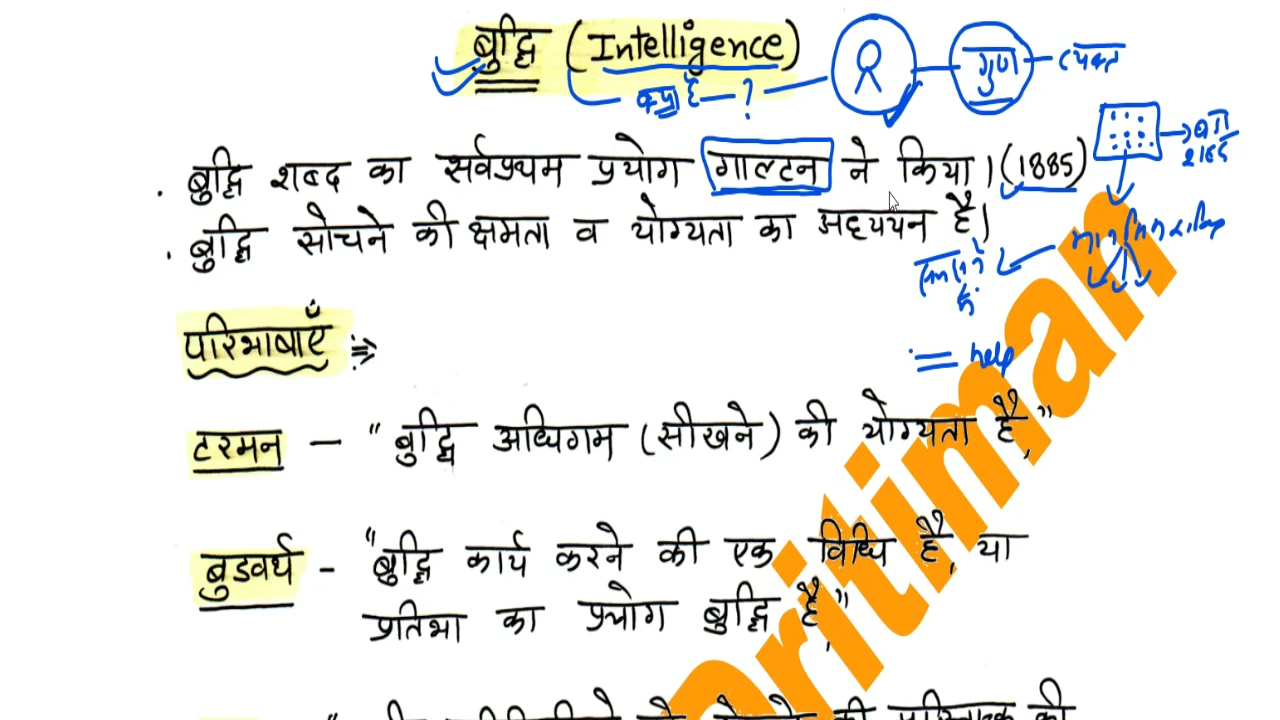 बुद्धि (Intelligence)
क्या है — ?
गुण
. बुद्धि शब्द का सर्वप्रथम प्रयोग गाल्टन ने किया। (1885)
. बुद्धि सोचने की क्षमता व योग्यता का अध्ययन है।
परिभाषाएँ
= help
टरमन – "बुद्धि अधिगम (सीखने) की योग्यता है"
बुडवर्थ – "बुद्धि कार्य करने की एक विधि है, या
प्रतिभा का प्रयोग बुद्धि है"
Pritiman